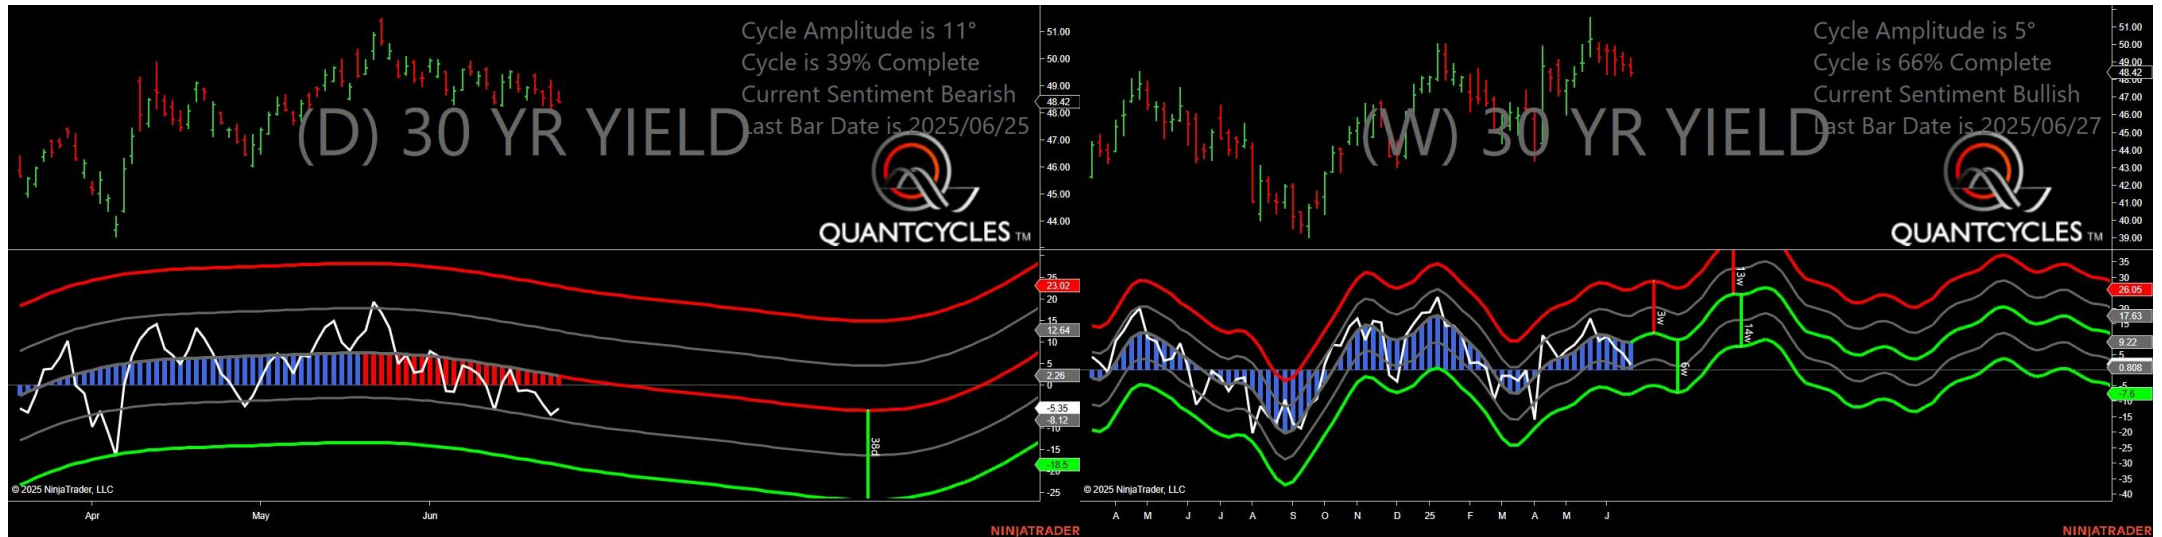 Cycle Amplitude is 11°
Cycle is 39% Complete
Current Sentiment Bearish
Last Bar Date is 2025/06/25
(D) 30 YR YIELD
QUANTCYCLES TM
51.00
50.00
49.00
48.42
48.00
47.00
46.00
45.00
44.00
25
23.02
20
15
12.64
10
5
2.26
0
-5.35
-8.12
-10
-15
-18.5
-20
-25
38d
© 2025 NinjaTrader, LLC
Apr
May
Jun
NINJATRADER
Cycle Amplitude is 5°
Cycle is 66% Complete
Current Sentiment Bullish
Last Bar Date is 2025/06/27
(W) 30 YR YIELD
QUANTCYCLES TM
51.00
50.00
49.00
48.42
47.00
46.00
45.00
44.00
43.00
42.00
41.00
40.00
39.00
35
30
26.05
20
17.63
15
9.22
5
0.808
-5
-7.6
-10
-15
-20
-25
-30
-35
-40
3w
6w
13w
14w
© 2025 NinjaTrader, LLC
A
M
J
J
A
S
O
N
D
25
F
M
A
M
J
NINJATRADER